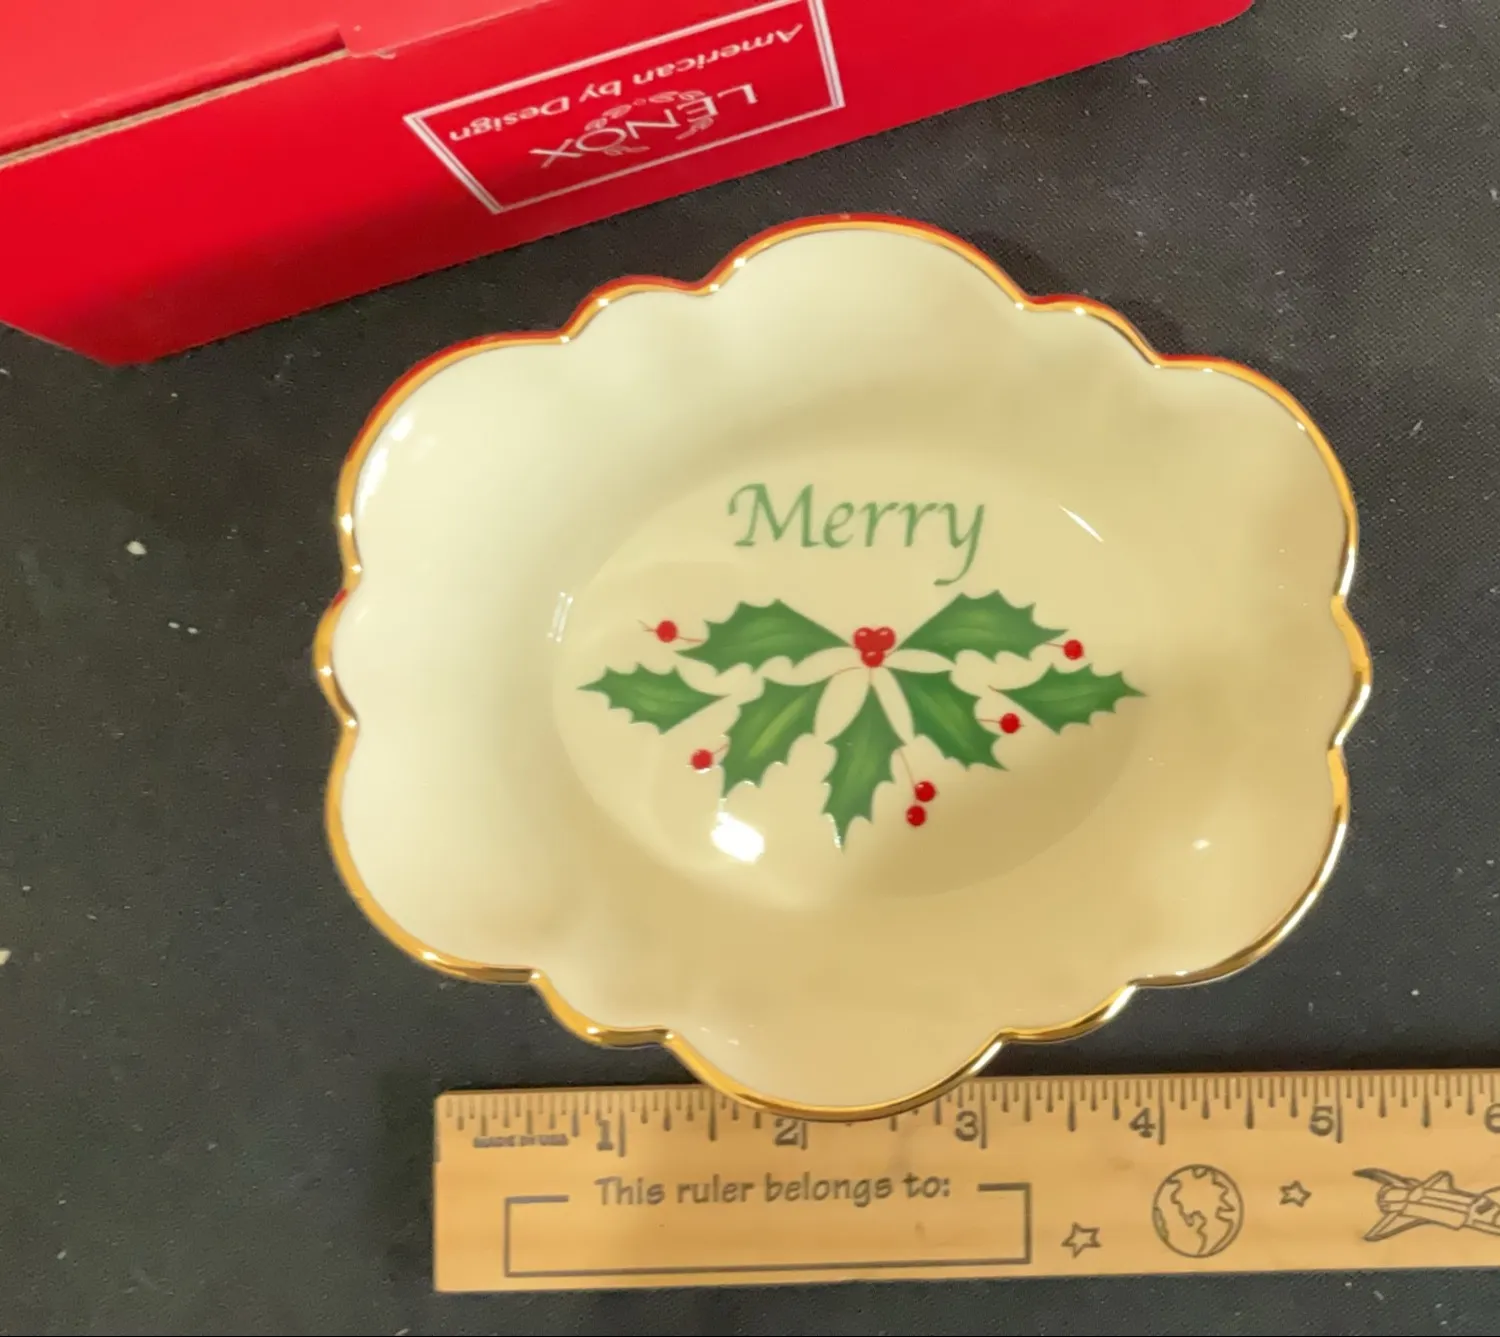 LENOX
American by Design
Merry
1 2 3 4 5 6
MADE IN USA
This ruler belongs to: